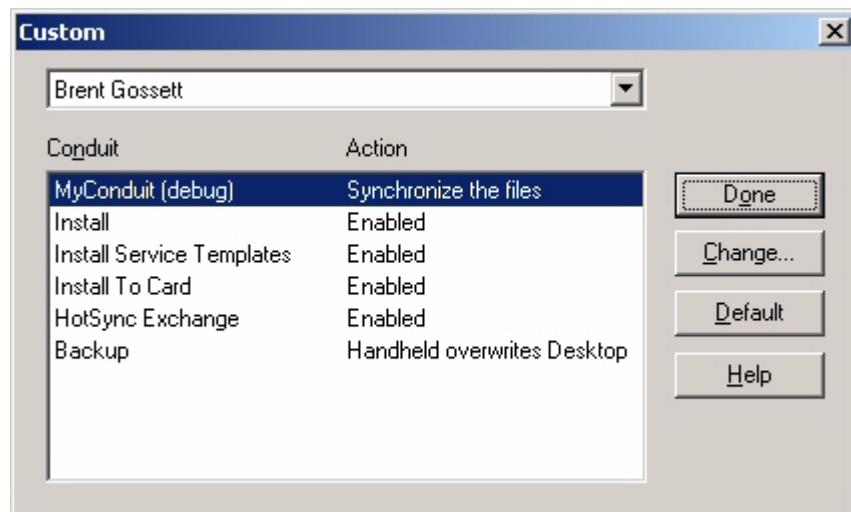 Custom
Brent Gossett
Conduit Action
MyConduit (debug) Synchronize the files
Install Enabled
Install Service Templates Enabled
Install To Card Enabled
HotSync Exchange Enabled
Backup Handheld overwrites Desktop
Done
Change...
Default
Help